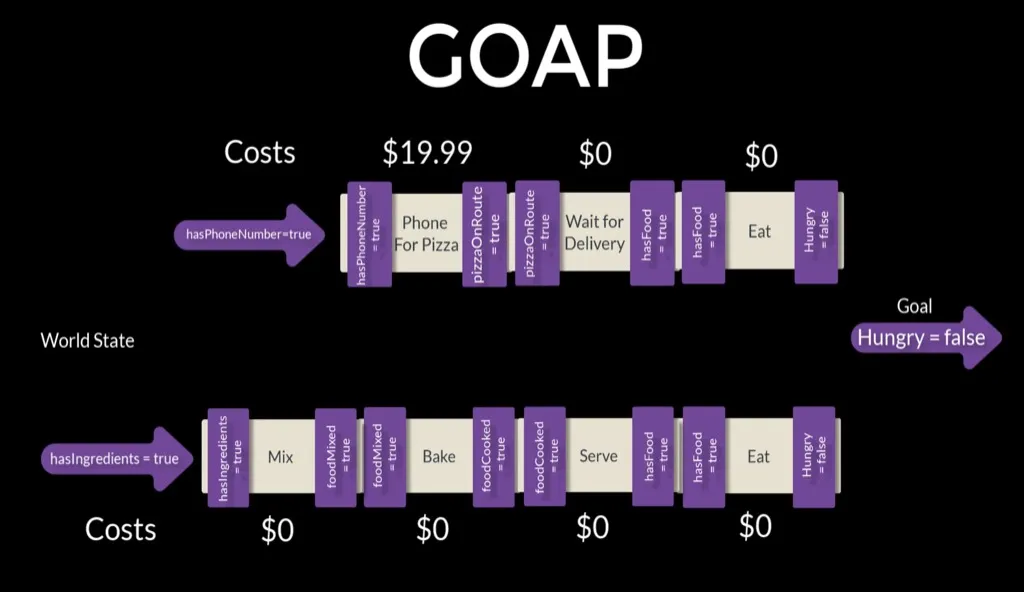 GOAP
Costs
$19.99
$0
$0
hasPhoneNumber=true
hasPhoneNumber
= true
Phone
For Pizza
pizzaOnRoute
= true
pizzaOnRoute
= true
Wait for
Delivery
hasFood
= true
hasFood
= true
Eat
Hungry
= false
World State
Goal
Hungry = false
hasIngredients = true
hasIngredients
= true
Mix
foodMixed
= true
foodMixed
= true
Bake
foodCooked
= true
foodCooked
= true
Serve
hasFood
= true
hasFood
= true
Eat
Hungry
= false
Costs
$0
$0
$0
$0